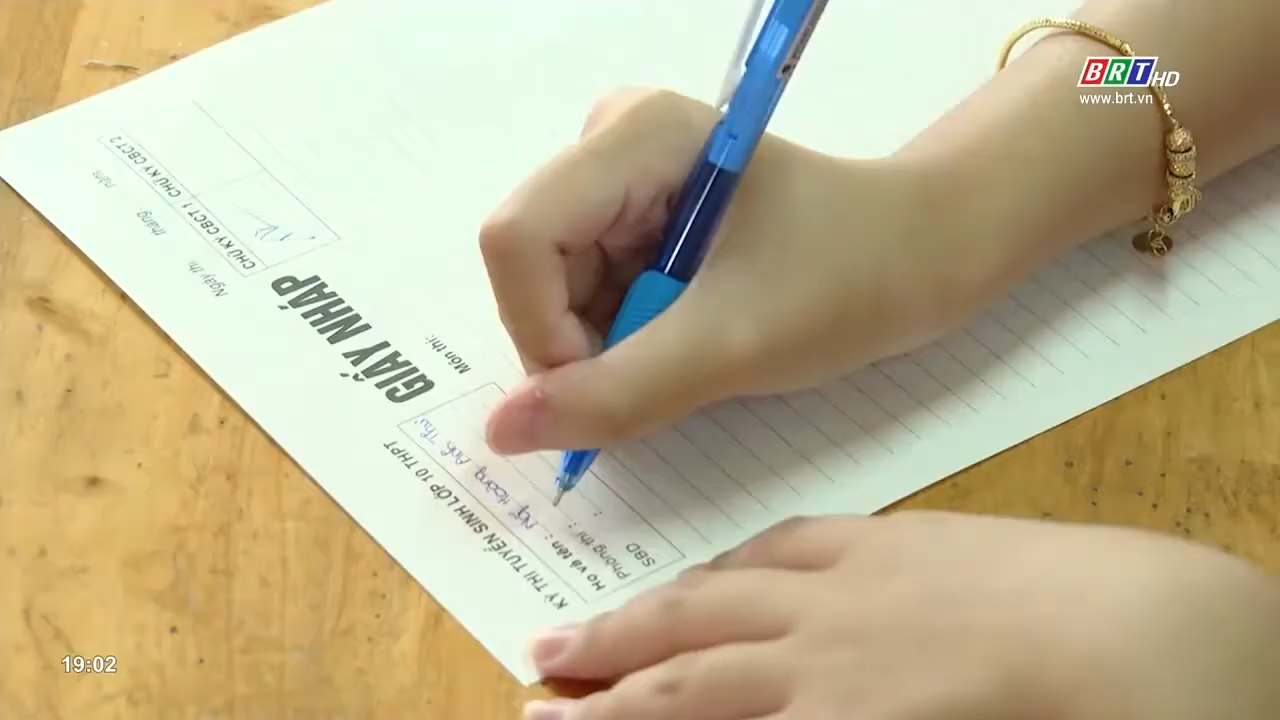 BRT HD
www.brt.vn
KỲ THI TUYỂN SINH LỚP 10 THPT
Họ và tên : Ngô Hoàng Anh Thư
Phòng thi :
SBD :
GIẤY NHÁP
Môn thi:
Ngày thi: tháng: năm
CHỮ KÝ CBCT 1 CHỮ KÝ CBCT 2
19:02